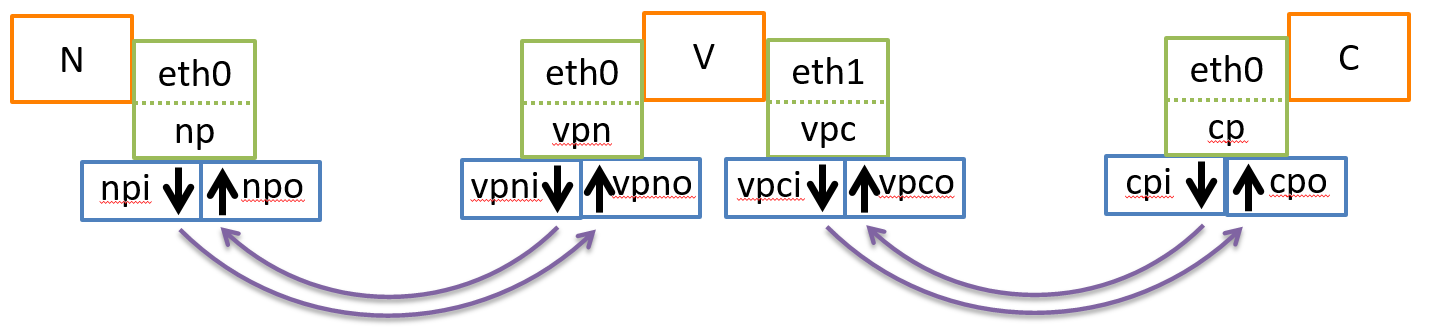 N
eth0
np
npi
npo
eth0
vpn
vpni
vpno
V
eth1
vpc
vpci
vpco
eth0
cp
cpi
cpo
C